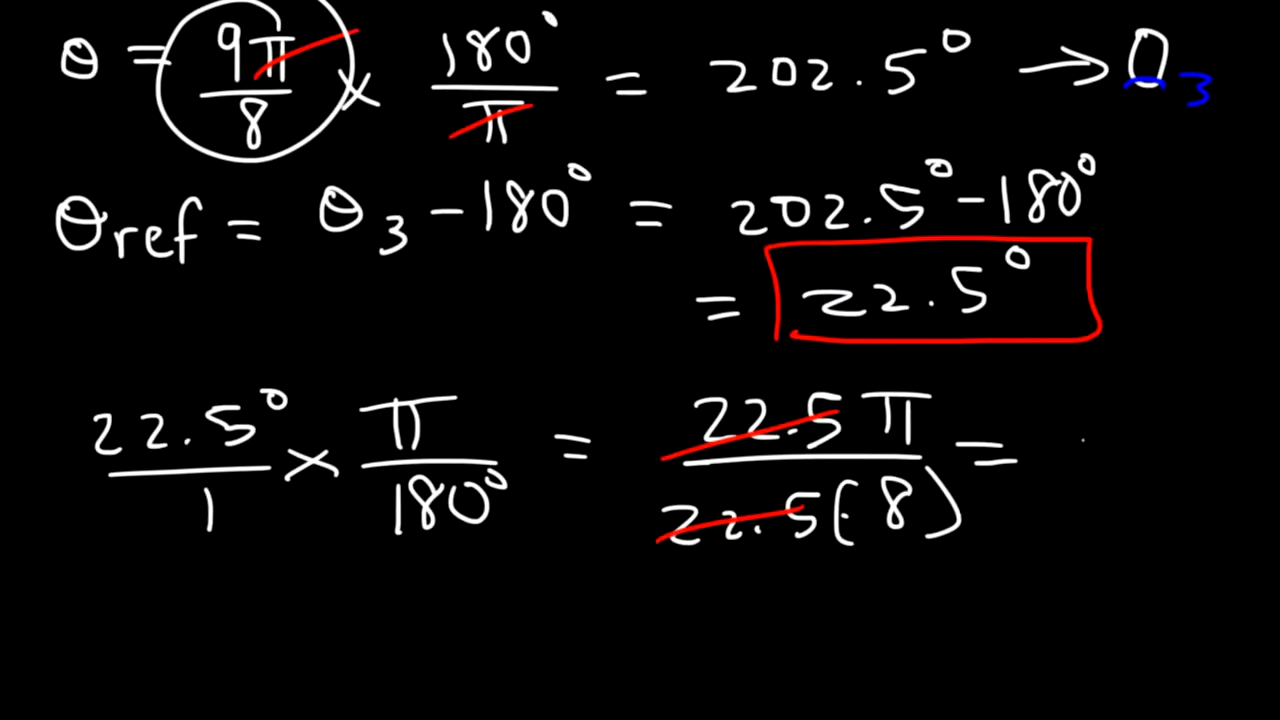 θ = 9π/8 × 180°/π = 202.5° → Q3
θref = θ3 − 180° = 202.5° − 180°
= 22.5°
22.5°/1 × π/180° = 22.5π/22.5(8) =